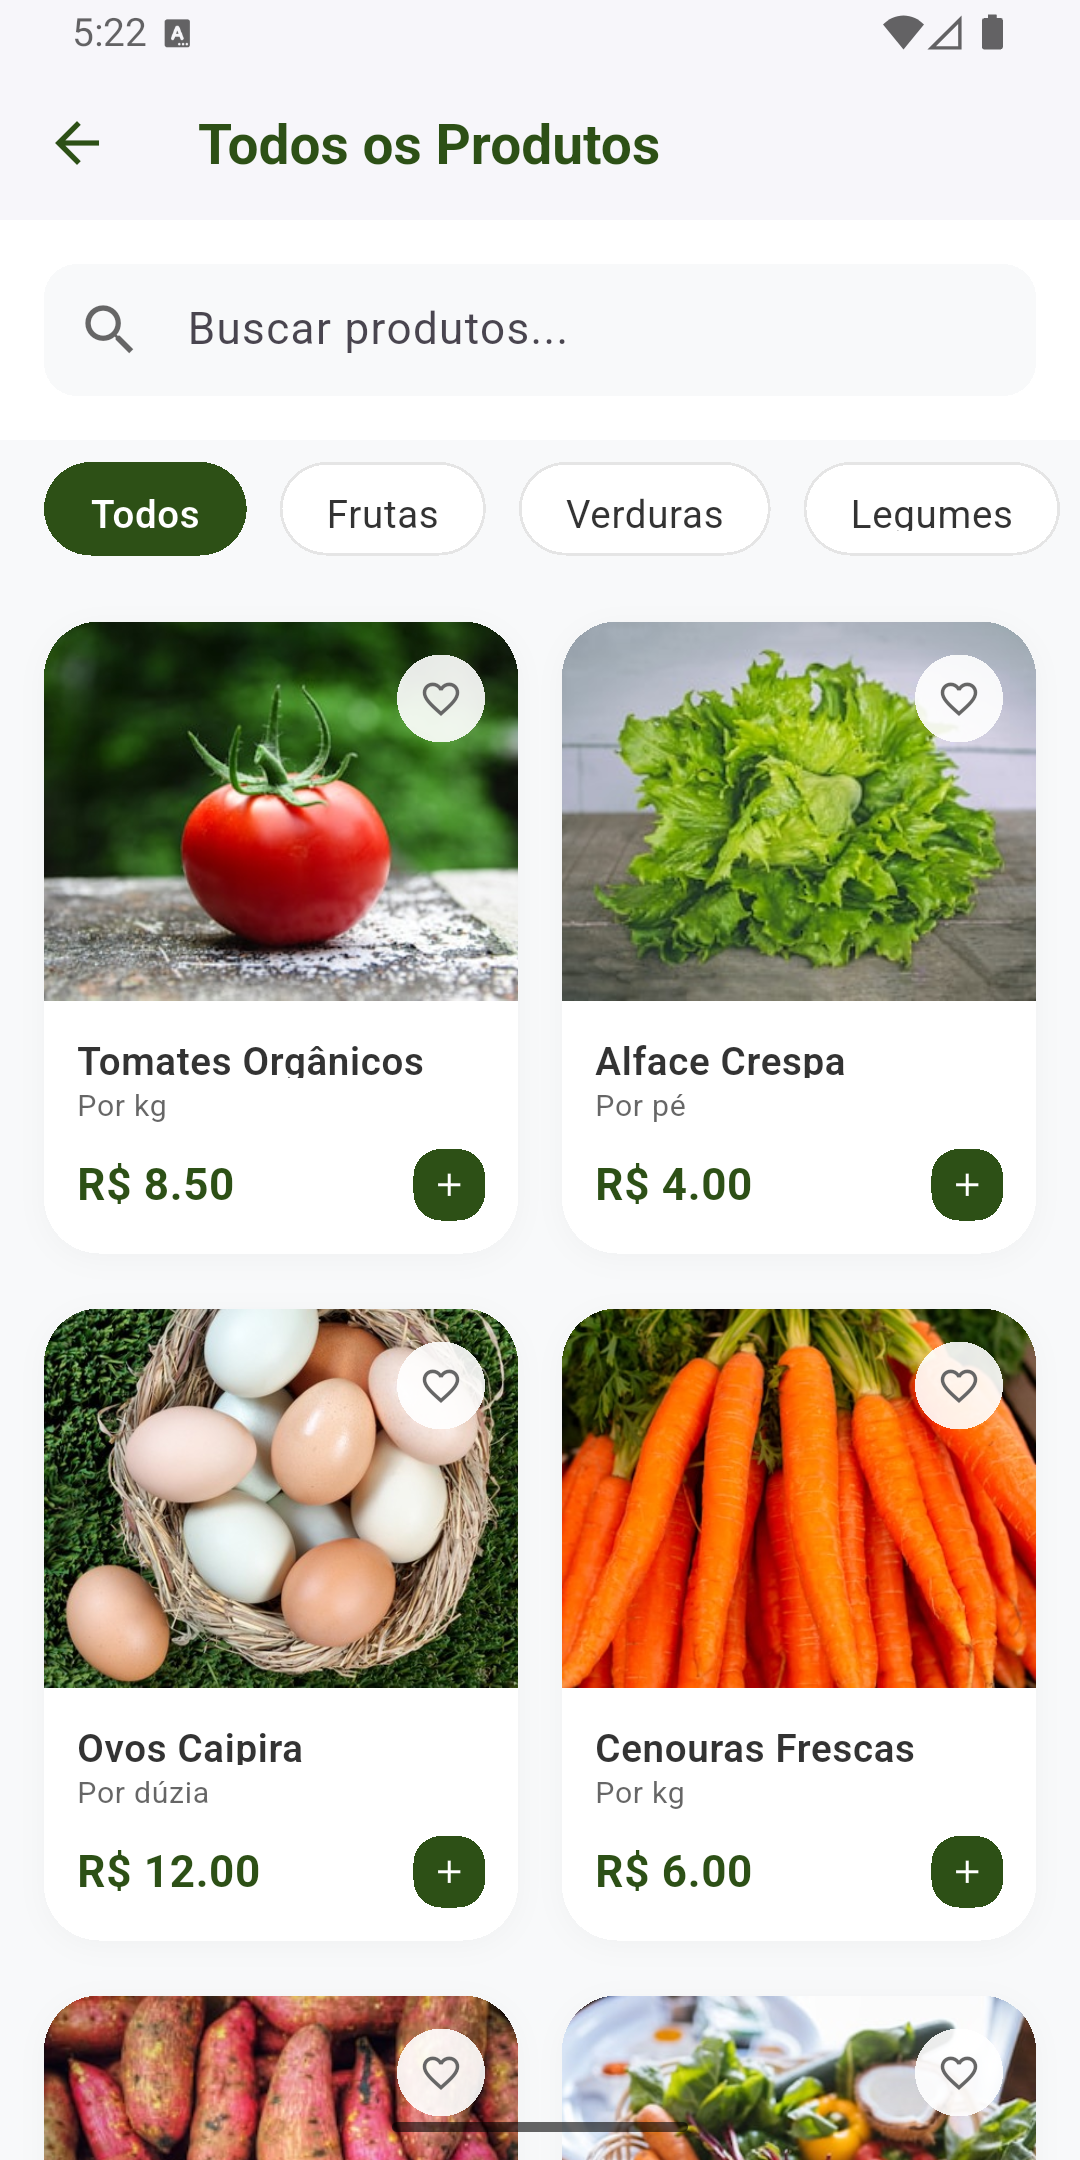 5:22
Todos os Produtos
Buscar produtos...
Todos
Frutas
Verduras
Legumes
Tomates Orgânicos
Por kg
R$ 8.50
Alface Crespa
Por pé
R$ 4.00
Ovos Caipira
Por dúzia
R$ 12.00
Cenouras Frescas
Por kg
R$ 6.00